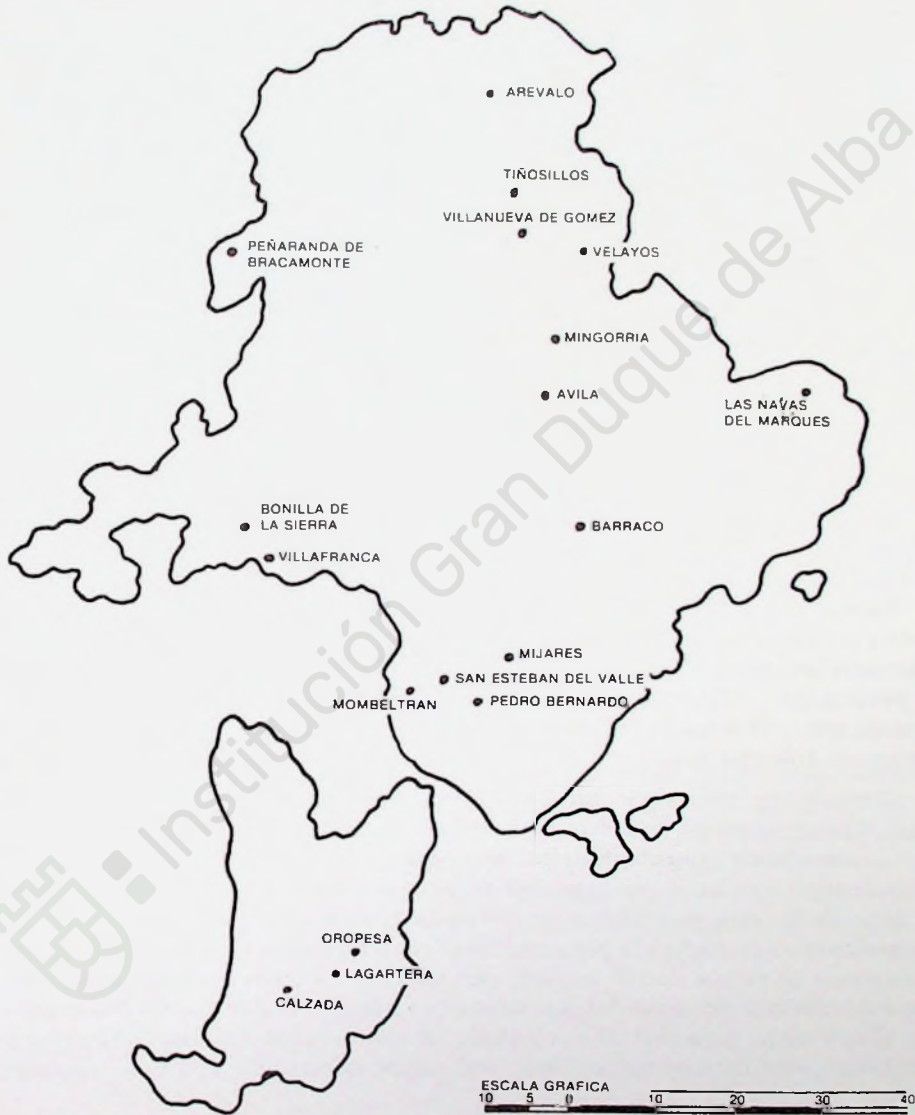 AREVALO
TIÑOSILLOS
VILLANUEVA DE GOMEZ
PEÑARANDA DE
BRACAMONTE
VELAYOS
MINGORRIA
AVILA
LAS NAVAS
DEL MARQUES
BONILLA DE
LA SIERRA
BARRACO
VILLAFRANCA
MIJARES
SAN ESTEBAN DEL VALLE
MOMBELTRAN
PEDRO BERNARDO
OROPESA
LAGARTERA
CALZADA
ESCALA GRAFICA
10 5 0 10 20 30 40
Institución Gran Duque de Alba